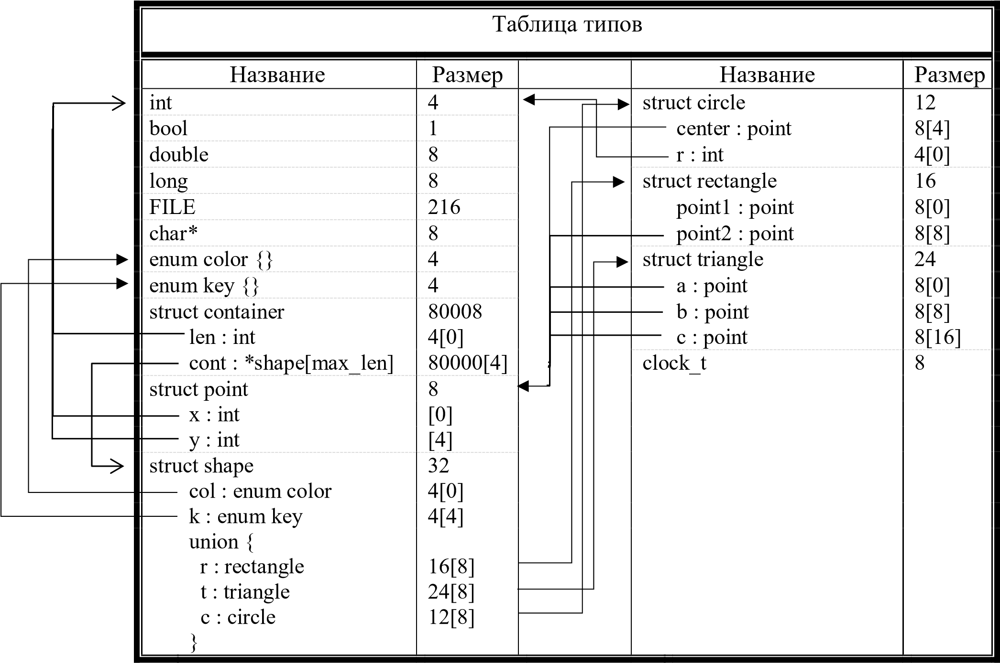 Таблица типов
Название Размер
int 4
bool 1
double 8
long 8
FILE 216
char* 8
enum color {} 4
enum key {} 4
struct container 80008
len : int 4[0]
cont : *shape[max_len] 80000[4]
struct point 8
x : int [0]
y : int [4]
struct shape 32
col : enum color 4[0]
k : enum key 4[4]
union {
r : rectangle 16[8]
t : triangle 24[8]
c : circle 12[8]
}
Название Размер
struct circle 12
center : point 8[4]
r : int 4[0]
struct rectangle 16
point1 : point 8[0]
point2 : point 8[8]
struct triangle 24
a : point 8[0]
b : point 8[8]
c : point 8[16]
clock_t 8